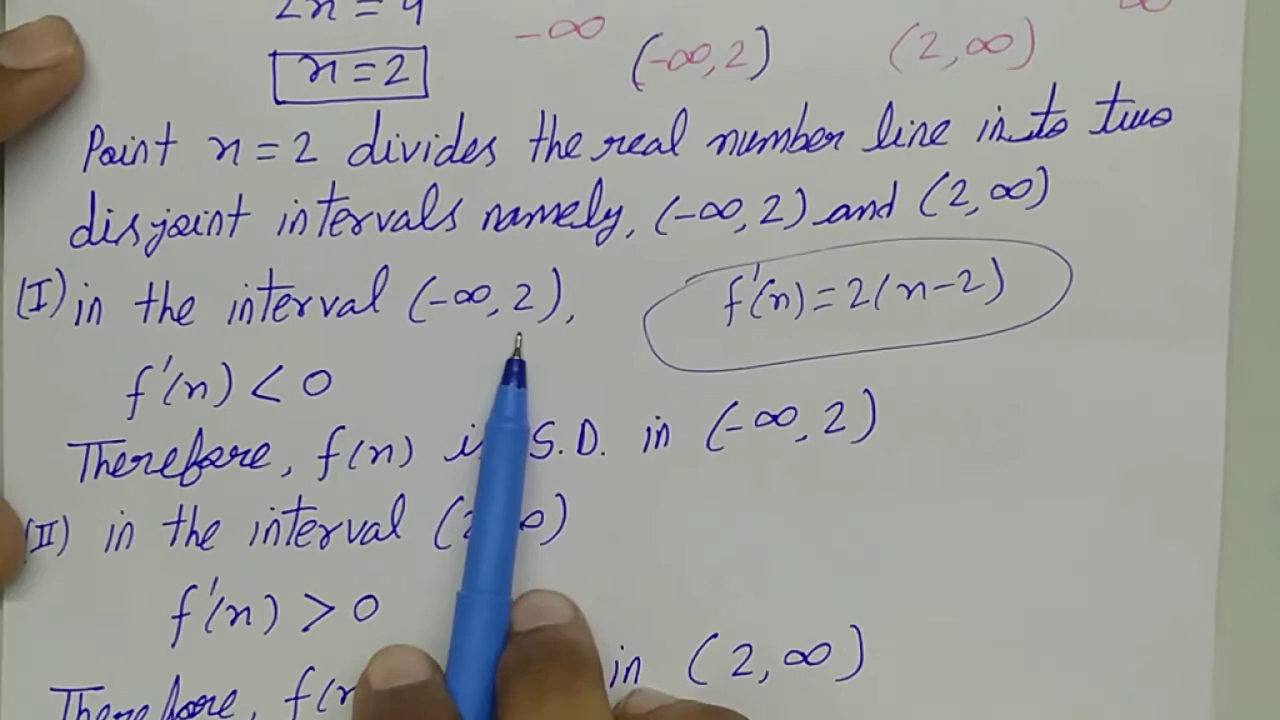 2x = 4
-∞ (-∞, 2) (2, ∞) ∞
x = 2
Point x = 2 divides the real number line into two
disjoint intervals namely, (-∞, 2) and (2, ∞)
(I) in the interval (-∞, 2),
f'(x) = 2(x-2)
f'(x) < 0
Therefore, f(x) is S.D. in (-∞, 2)
(II) in the interval (2, ∞)
f'(x) > 0
Therefore, f(x in (2, ∞)